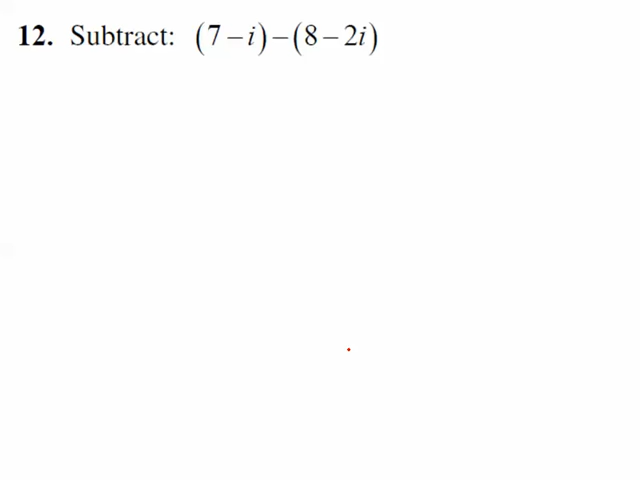 12. Subtract: (7 − i) − (8 − 2i)